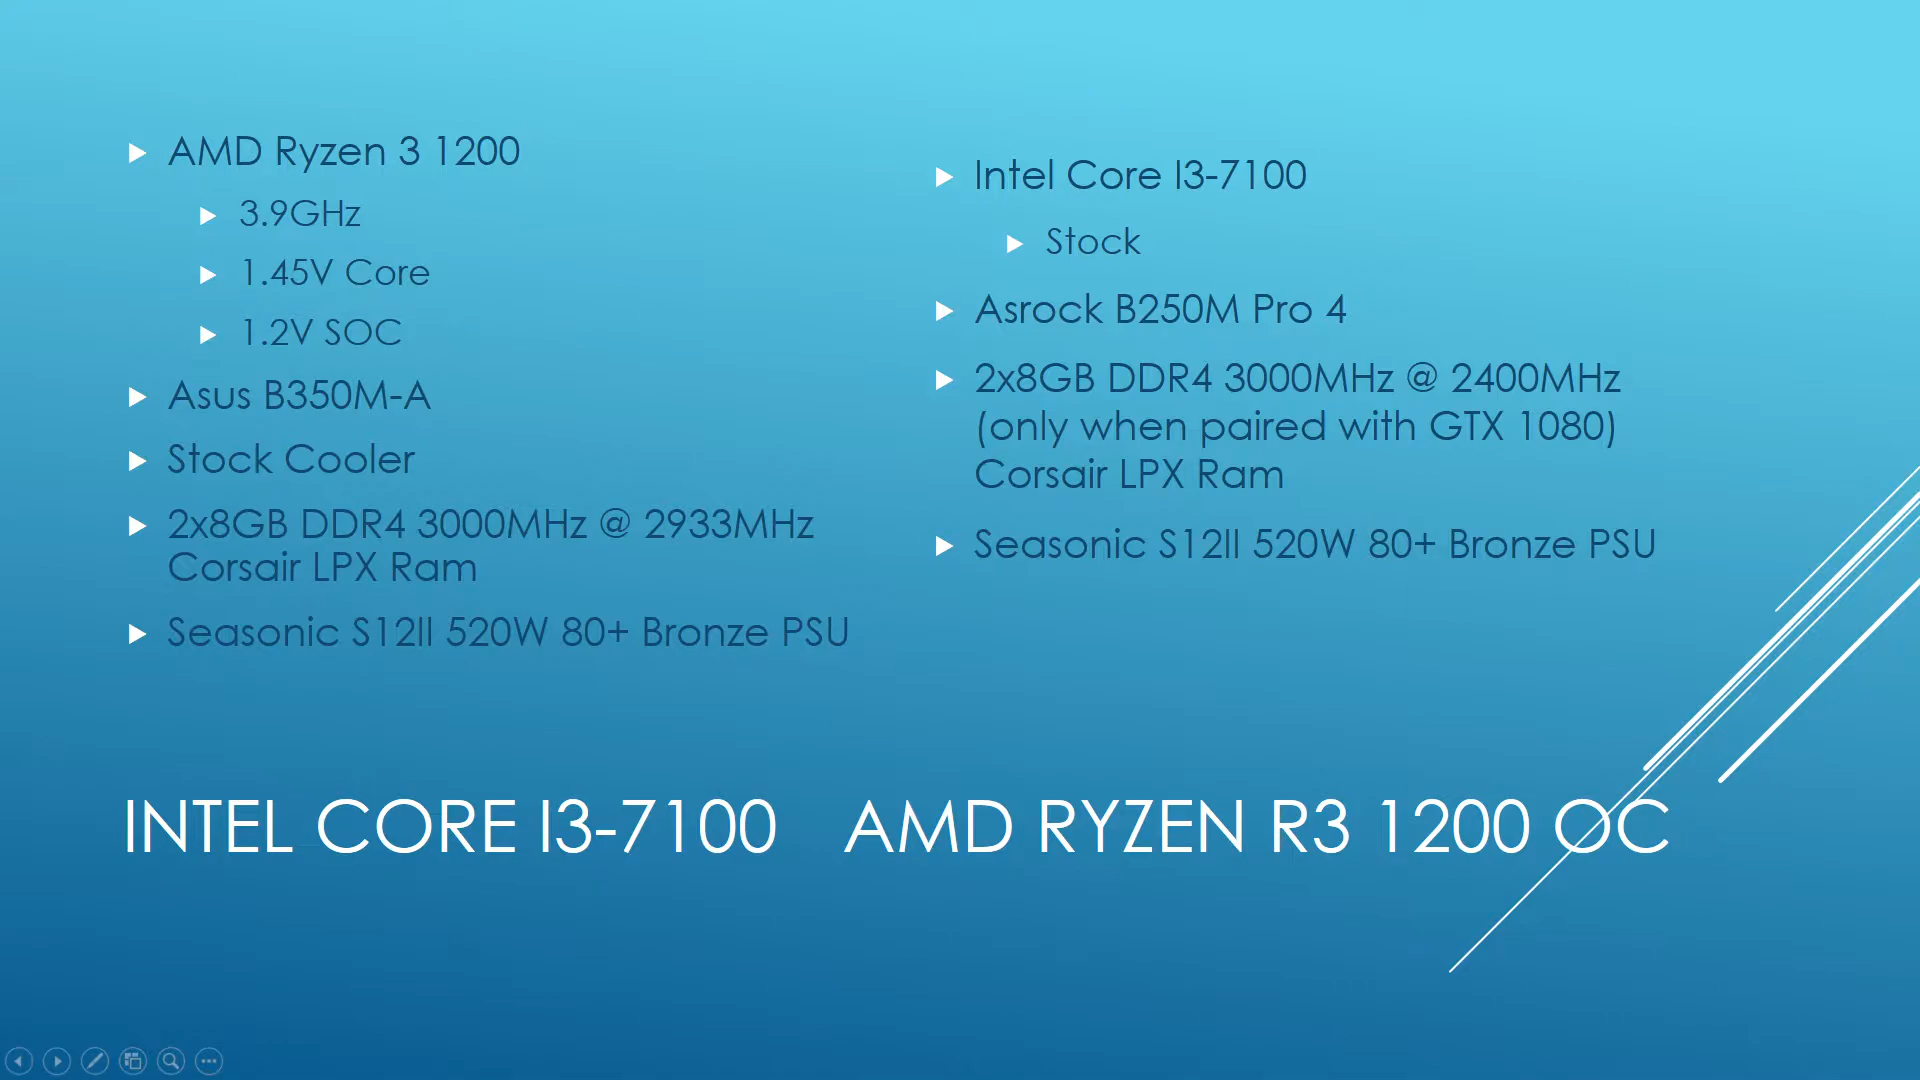 AMD Ryzen 3 1200
3.9GHz
1.45V Core
1.2V SOC
Asus B350M-A
Stock Cooler
2x8GB DDR4 3000MHz @ 2933MHz
Corsair LPX Ram
Seasonic S12II 520W 80+ Bronze PSU
Intel Core I3-7100
Stock
Asrock B250M Pro 4
2x8GB DDR4 3000MHz @ 2400MHz
(only when paired with GTX 1080)
Corsair LPX Ram
Seasonic S12II 520W 80+ Bronze PSU
INTEL CORE I3-7100 AMD RYZEN R3 1200 OC